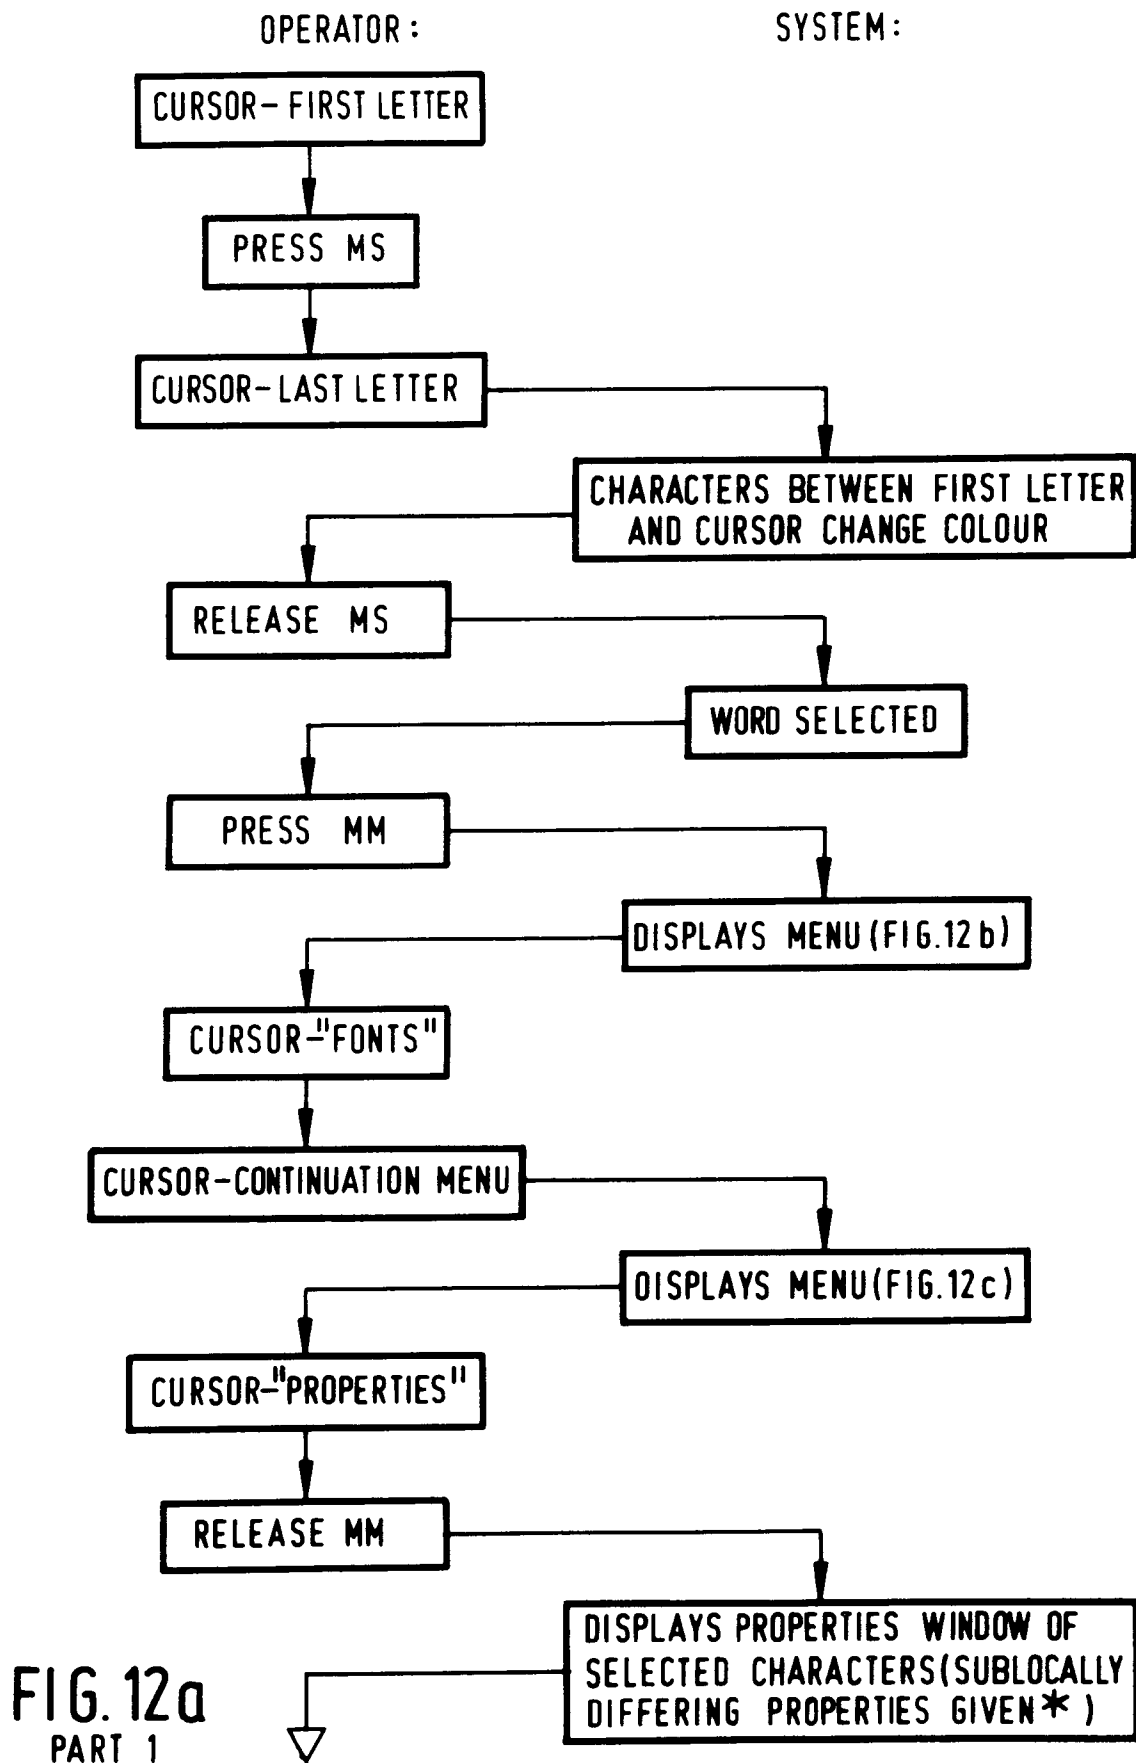 OPERATOR:
SYSTEM:
CURSOR-FIRST LETTER
PRESS MS
CURSOR-LAST LETTER
CHARACTERS BETWEEN FIRST LETTER
AND CURSOR CHANGE COLOUR
RELEASE MS
WORD SELECTED
PRESS MM
DISPLAYS MENU (FIG.12b)
CURSOR-"FONTS"
CURSOR-CONTINUATION MENU
DISPLAYS MENU (FIG.12c)
CURSOR-"PROPERTIES"
RELEASE MM
DISPLAYS PROPERTIES WINDOW OF
SELECTED CHARACTERS (SUBLOCALLY
DIFFERING PROPERTIES GIVEN * )
FIG. 12a
PART 1